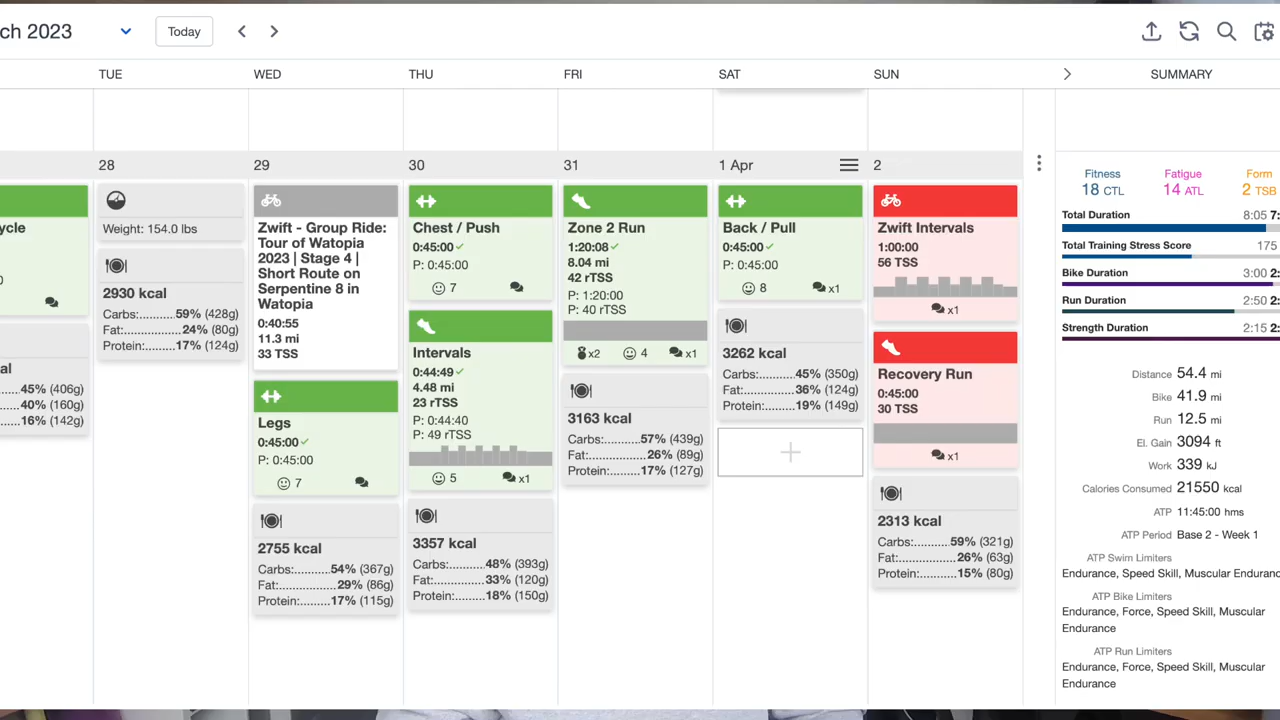 ch 2023
Today
TUE
WED
THU
FRI
SAT
SUN
SUMMARY
ycle
0
al
45% (406g)
40% (160g)
16% (142g)
28
Weight: 154.0 lbs
2930 kcal
Carbs:..........59% (428g)
Fat:...............24% (80g)
Protein:.......17% (124g)
29
Zwift - Group Ride:
Tour of Watopia
2023 | Stage 4 |
Short Route on
Serpentine 8 in
Watopia
0:40:55
11.3 mi
33 TSS
Legs
0:45:00
P: 0:45:00
7
2755 kcal
Carbs:..........54% (367g)
Fat:...............29% (86g)
Protein:.........17% (115g)
30
Chest / Push
0:45:00
P: 0:45:00
7
Intervals
0:44:49
4.48 mi
23 rTSS
P: 0:44:40
P: 49 rTSS
5
x1
3357 kcal
Carbs:..........48% (393g)
Fat:.............33% (120g)
Protein:.......18% (150g)
31
Zone 2 Run
1:20:08
8.04 mi
42 rTSS
P: 1:20:00
P: 40 rTSS
x2
4
x1
3163 kcal
Carbs:..........57% (439g)
Fat:...............26% (89g)
Protein:.......17% (127g)
1 Apr
Back / Pull
0:45:00
P: 0:45:00
8
x1
3262 kcal
Carbs:..........45% (350g)
Fat:.............36% (124g)
Protein:.......19% (149g)
2
Zwift Intervals
1:00:00
56 TSS
x1
Recovery Run
0:45:00
30 TSS
x1
2313 kcal
Carbs:..........59% (321g)
Fat:...............26% (63g)
Protein:.........15% (80g)
Fitness
18 CTL
Fatigue
14 ATL
Form
2 TSB
Total Duration 8:05 7:
Total Training Stress Score 175
Bike Duration 3:00 2:
Run Duration 2:50 2:
Strength Duration 2:15 2:
Distance 54.4 mi
Bike 41.9 mi
Run 12.5 mi
El. Gain 3094 ft
Work 339 kJ
Calories Consumed 21550 kcal
ATP 11:45:00 hms
ATP Period Base 2 - Week 1
ATP Swim Limiters
Endurance, Speed Skill, Muscular Enduranc
ATP Bike Limiters
Endurance, Force, Speed Skill, Muscular
Endurance
ATP Run Limiters
Endurance, Force, Speed Skill, Muscular
Endurance